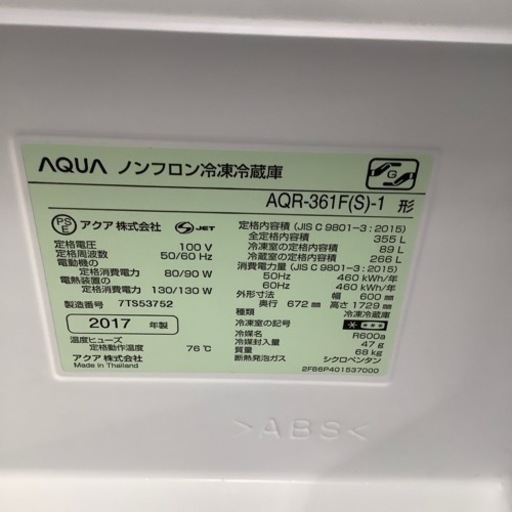 AQUA ノンフロン冷凍冷蔵庫
AQR-361F(S)-1 形
PSE アクア株式会社 S JET
定格電圧 100 V
定格周波数 50/60 Hz
電動機の
定格消費電力 80/90 W
電熱装置の
定格消費電力 130/130 W
製造番号 7TS53752
2017 年製
温度ヒューズ
定格動作温度 76℃
アクア株式会社
Made in Thailand
G
定格内容積 (JIS C 9801-3 : 2015)
全定格内容積 355 L
冷凍室の定格内容積 89 L
冷蔵室の定格内容積 266 L
消費電力量 (JIS C 9801-3 : 2015)
50Hz 460 kWh/年
60Hz 460 kWh/年
外形寸法 幅 600 mm
奥行 672 mm 高さ 1729 mm
種類 冷凍冷蔵庫
冷凍室の記号
冷媒 R600a
冷媒封入量 47 g
質量 68 kg
断熱発泡ガス シクロペンタン
2FB6P401537000
>ABS<